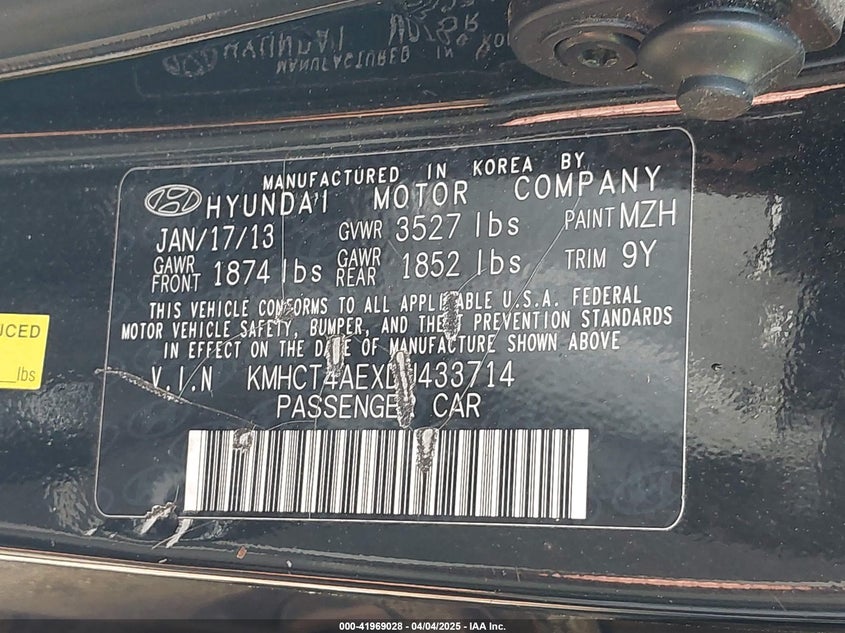 MANUFACTURED IN KOREA BY
HYUNDAI MOTOR COMPANY
JAN/17/13 GVWR 3527 lbs PAINT MZH
GAWR FRONT 1874 lbs GAWR REAR 1852 lbs TRIM 9Y
THIS VEHICLE CONFORMS TO ALL APPLICABLE U.S.A. FEDERAL
MOTOR VEHICLE SAFETY, BUMPER, AND THEFT PREVENTION STANDARDS
IN EFFECT ON THE DATE OF MANUFACTURE SHOWN ABOVE
V.I.N
PASSENGER CAR
UCED
lbs
000-41969028 - 04/04/2025 - IAA Inc.